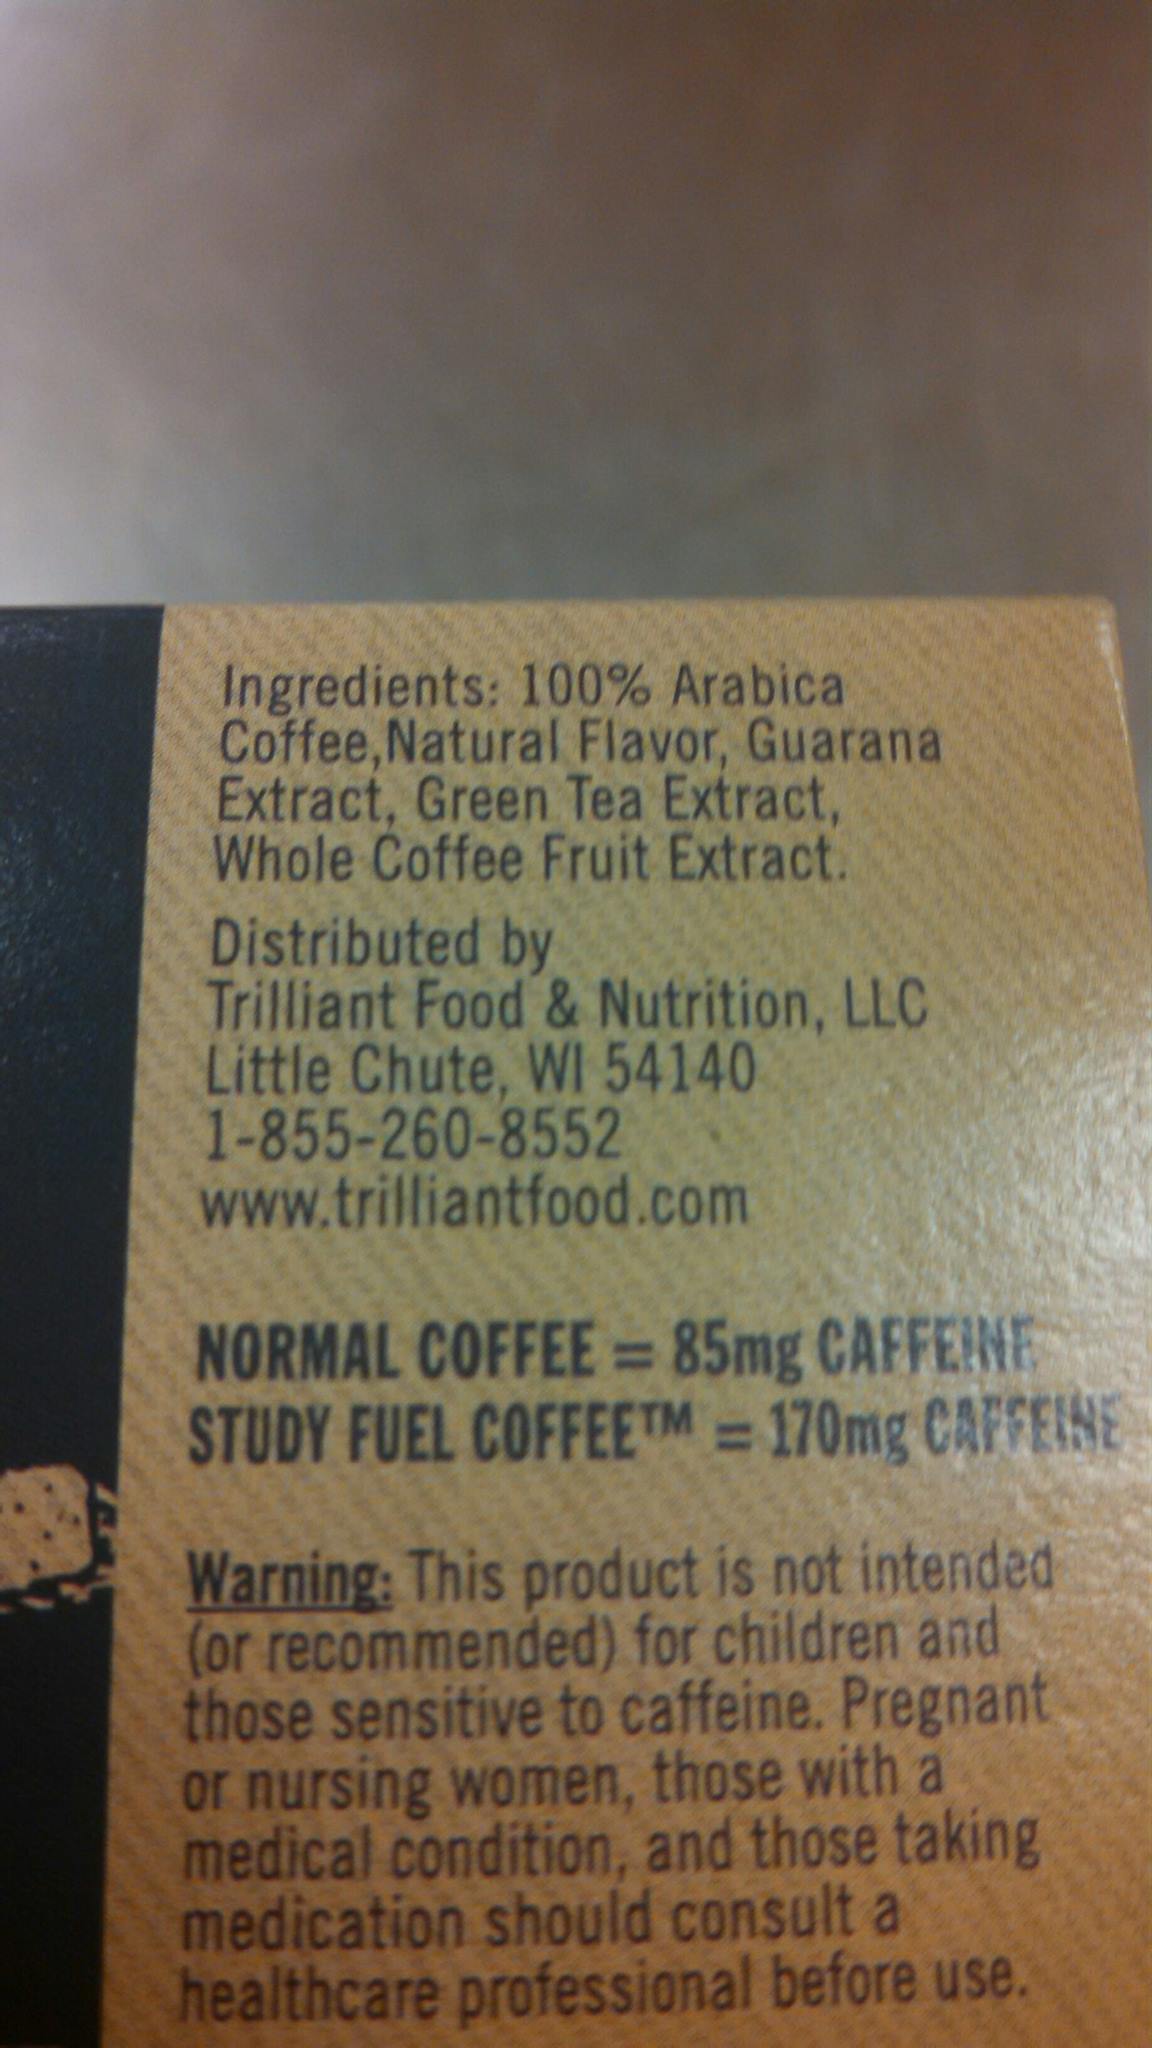 Ingredients: 100% Arabica
Coffee,Natural Flavor, Guarana
Extract, Green Tea Extract,
Whole Coffee Fruit Extract.
Distributed by
Trilliant Food & Nutrition, LLC
Little Chute, WI 54140
1-855-260-8552
www.trilliantfood.com
NORMAL COFFEE = 85mg CAFFEINE
STUDY FUEL COFFEE™ = 170mg CAFFEINE
Warning: This product is not intended
(or recommended) for children and
those sensitive to caffeine. Pregnant
or nursing women, those with a
medical condition, and those taking
medication should consult a
healthcare professional before use.